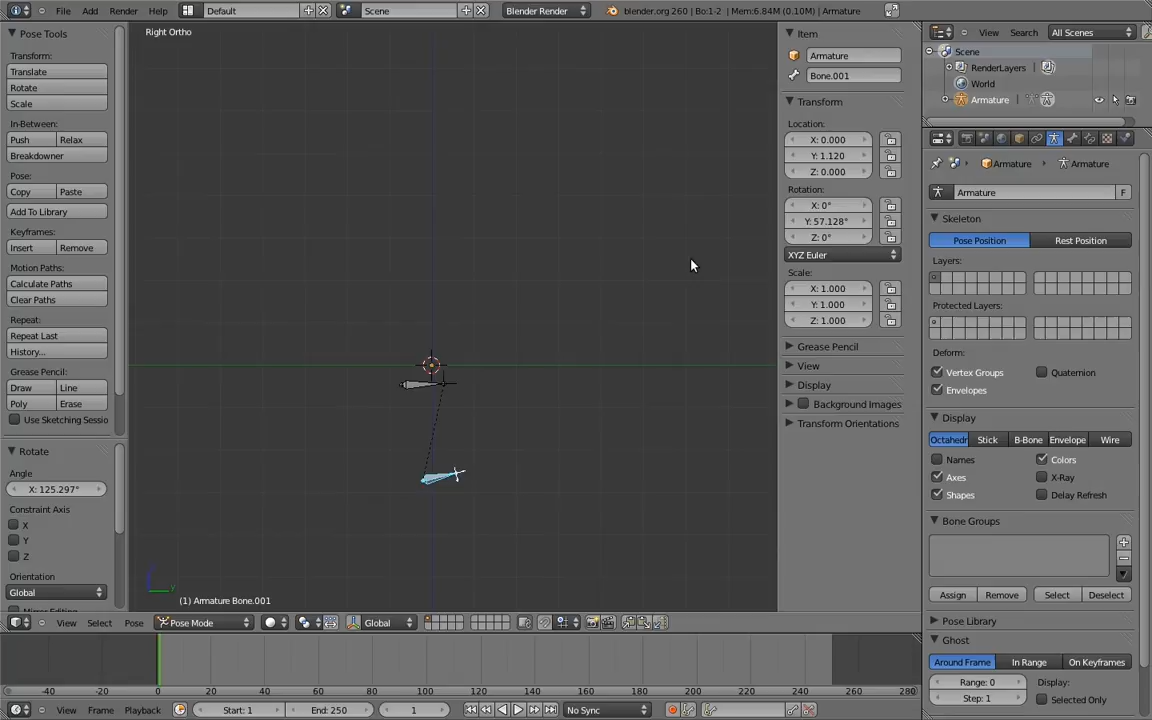 File Add Render Help Default Scene Blender Render blender.org 260 | Bo:1-2 | Mem:6.84M (0.10M) | Armature
Pose Tools
Transform:
Translate
Rotate
Scale
In-Between:
Push Relax
Breakdowner
Pose:
Copy Paste
Add To Library
Keyframes:
Insert Remove
Motion Paths:
Calculate Paths
Clear Paths
Repeat:
Repeat Last
History...
Grease Pencil:
Draw Line
Poly Erase
Use Sketching Sessio
Rotate
Angle
X: 125.297°
Constraint Axis
X
Y
Z
Orientation
Global
Right Ortho
(1) Armature Bone.001
View Select Pose Pose Mode Global
Item
Armature
Bone.001
Transform
Location:
X: 0.000
Y: 1.120
Z: 0.000
Rotation:
X: 0°
Y: 57.128°
Z: 0°
XYZ Euler
Scale:
X: 1.000
Y: 1.000
Z: 1.000
Grease Pencil
View
Display
Background Images
Transform Orientations
View Search All Scenes
Scene
RenderLayers
World
Armature
Armature Armature
Armature F
Skeleton
Pose Position Rest Position
Layers:
Protected Layers:
Deform:
Vertex Groups Quaternion
Envelopes
Display
Octahedr Stick B-Bone Envelope Wire
Names Colors
Axes X-Ray
Shapes Delay Refresh
Bone Groups
Assign Remove Select Deselect
Pose Library
Ghost
Around Frame In Range On Keyframes
Range: 0 Display:
Step: 1 Selected Only
-40 -20 0 20 40 60 80 100 120 140 160 180 200 220 240 260 280
View Frame Playback Start: 1 End: 250 1 No Sync